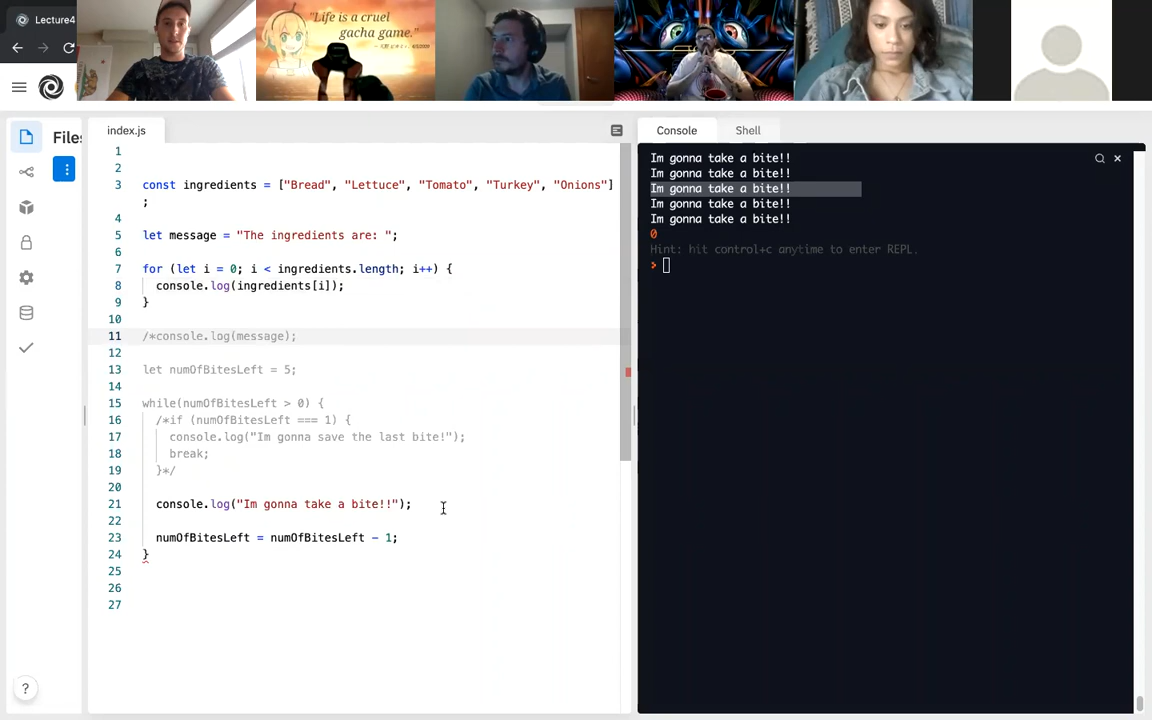 Lecture4
"Life is a cruel
gacha game."
Files
index.js
Console
Shell
1
2
3 const ingredients = ["Bread", "Lettuce", "Tomato", "Turkey", "Onions"]
;
4
5 let message = "The ingredients are: ";
6
7 for (let i = 0; i < ingredients.length; i++) {
8 console.log(ingredients[i]);
9 }
10
11 /*console.log(message);
12
13 let numOfBitesLeft = 5;
14
15 while(numOfBitesLeft > 0) {
16 /*if (numOfBitesLeft === 1) {
17 console.log("Im gonna save the last bite!");
18 break;
19 }*/
20
21 console.log("Im gonna take a bite!!");
22
23 numOfBitesLeft = numOfBitesLeft - 1;
24 }
25
26
27
Im gonna take a bite!!
Im gonna take a bite!!
Im gonna take a bite!!
Im gonna take a bite!!
Im gonna take a bite!!
0
Hint: hit control+c anytime to enter REPL.
>
?